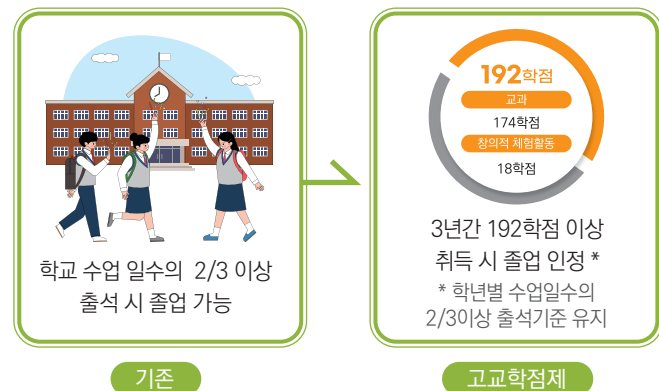 학교 수업 일수의 2/3 이상
출석 시 졸업 가능
기존
192학점
교과
174학점
창의적 체험활동
18학점
3년간 192학점 이상
취득 시 졸업 인정 *
* 학년별 수업일수의
2/3이상 출석기준 유지
고교학점제